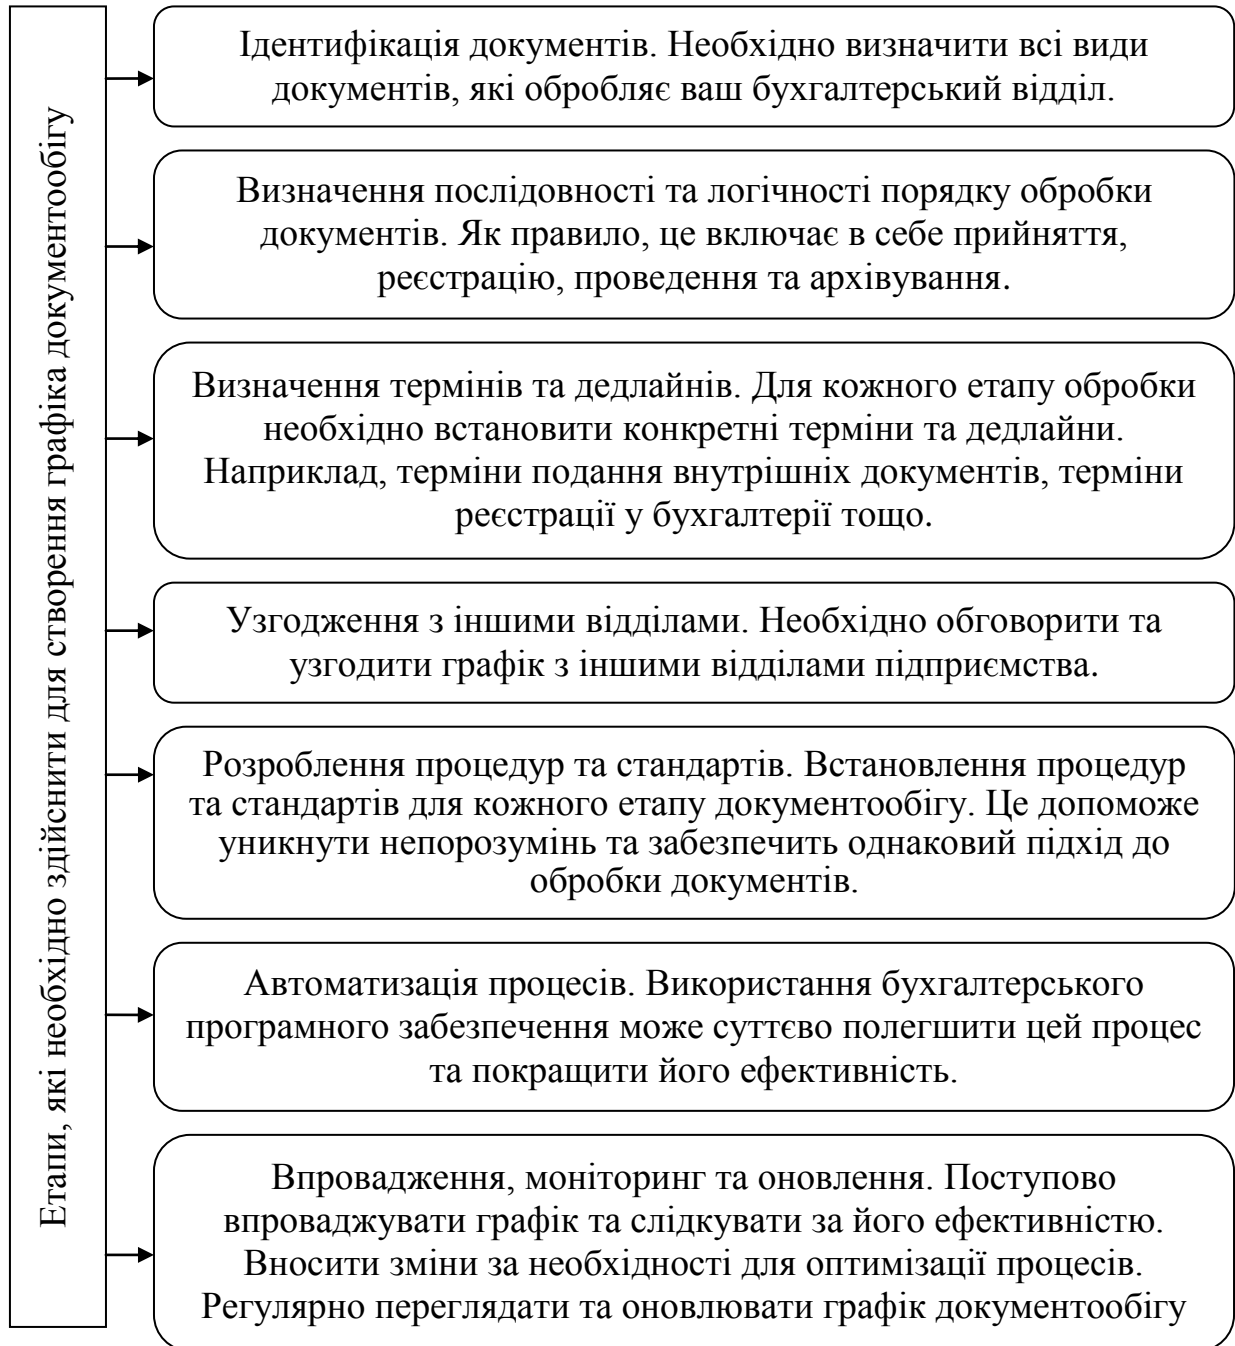 Етапи, які необхідно здійснити для створення графіка документообігу
Ідентифікація документів. Необхідно визначити всі види
документів, які обробляє ваш бухгалтерський відділ.
Визначення послідовності та логічності порядку обробки
документів. Як правило, це включає в себе прийняття,
реєстрацію, проведення та архівування.
Визначення термінів та дедлайнів. Для кожного етапу обробки
необхідно встановити конкретні терміни та дедлайни.
Наприклад, терміни подання внутрішніх документів, терміни
реєстрації у бухгалтерії тощо.
Узгодження з іншими відділами. Необхідно обговорити та
узгодити графік з іншими відділами підприємства.
Розроблення процедур та стандартів. Встановлення процедур
та стандартів для кожного етапу документообігу. Це допоможе
уникнути непорозумінь та забезпечить однаковий підхід до
обробки документів.
Автоматизація процесів. Використання бухгалтерського
програмного забезпечення може суттєво полегшити цей процес
та покращити його ефективність.
Впровадження, моніторинг та оновлення. Поступово
впроваджувати графік та слідкувати за його ефективністю.
Вносити зміни за необхідності для оптимізації процесів.
Регулярно переглядати та оновлювати графік документообігу